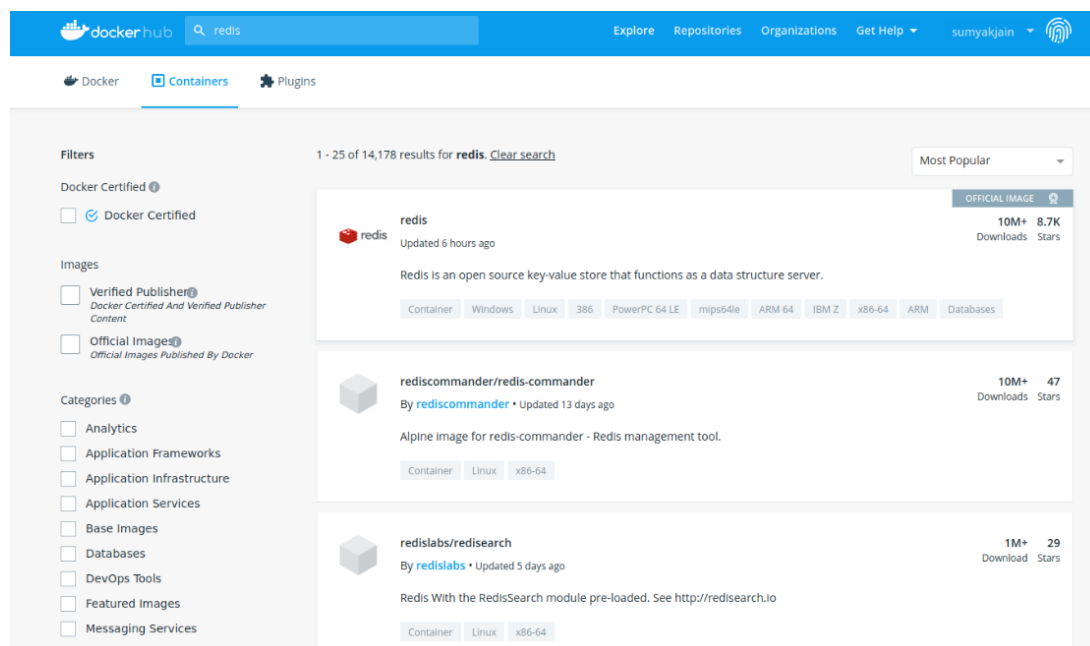 dockerhub redis Explore Repositories Organizations Get Help sumyakjain
Docker Containers Plugins
Filters
Docker Certified
Docker Certified
Images
Verified Publisher
Docker Certified And Verified Publisher
Content
Official Images
Official Images Published By Docker
Categories
Analytics
Application Frameworks
Application Infrastructure
Application Services
Base Images
Databases
DevOps Tools
Featured Images
Messaging Services
1 - 25 of 14,178 results for redis. Clear search
Most Popular
OFFICIAL IMAGE
redis
redis
10M+ 8.7K
Updated 6 hours ago
Downloads Stars
Redis is an open source key-value store that functions as a data structure server.
Container Windows Linux 386 PowerPC 64 LE mips64le ARM 64 IBM Z x86-64 ARM Databases
rediscommander/redis-commander
10M+ 47
By rediscommander • Updated 13 days ago
Downloads Stars
Alpine image for redis-commander - Redis management tool.
Container Linux x86-64
redislabs/redisearch
1M+ 29
By redislabs • Updated 5 days ago
Download Stars
Redis With the RedisSearch module pre-loaded. See http://redisearch.io
Container Linux x86-64